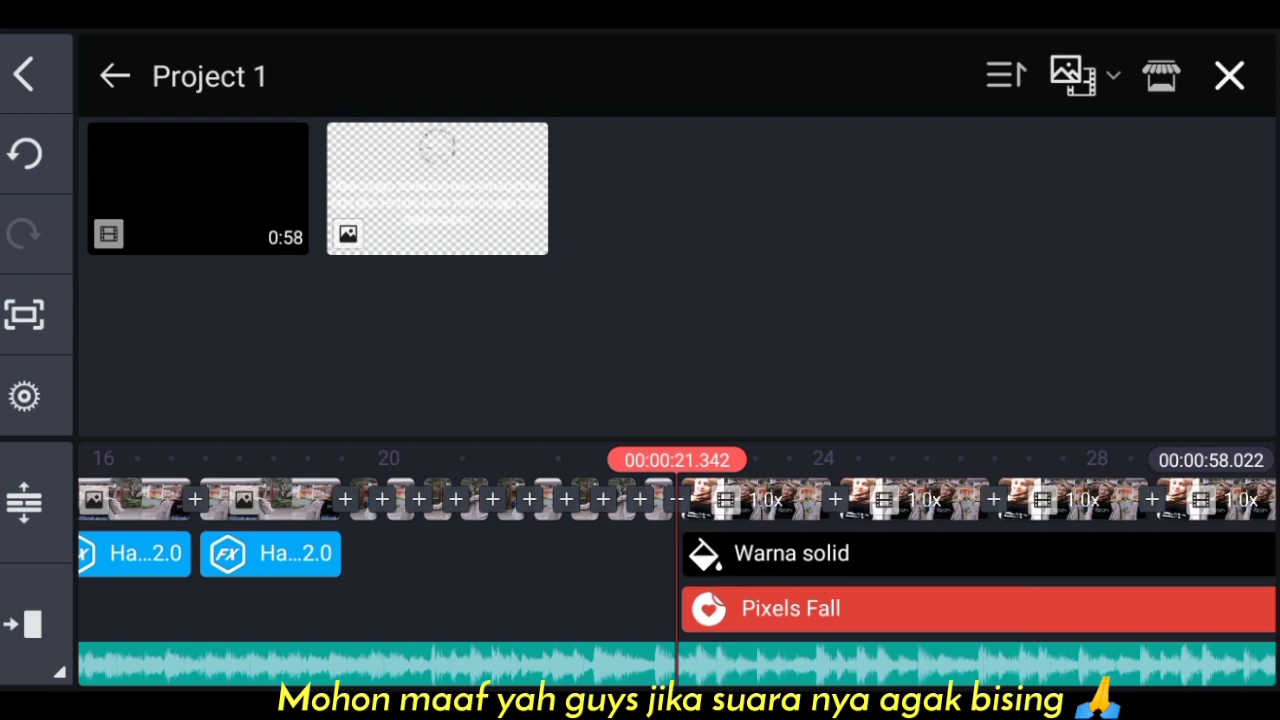 Project 1
0:58
16
20
00:00:21.342
24
28
00:00:58.022
1.0x
1.0x
1.0x
1.0x
Ha...2.0
Ha...2.0
Warna solid
FX
Pixels Fall
Mohon maaf yah guys jika suara nya agak bising 🙏